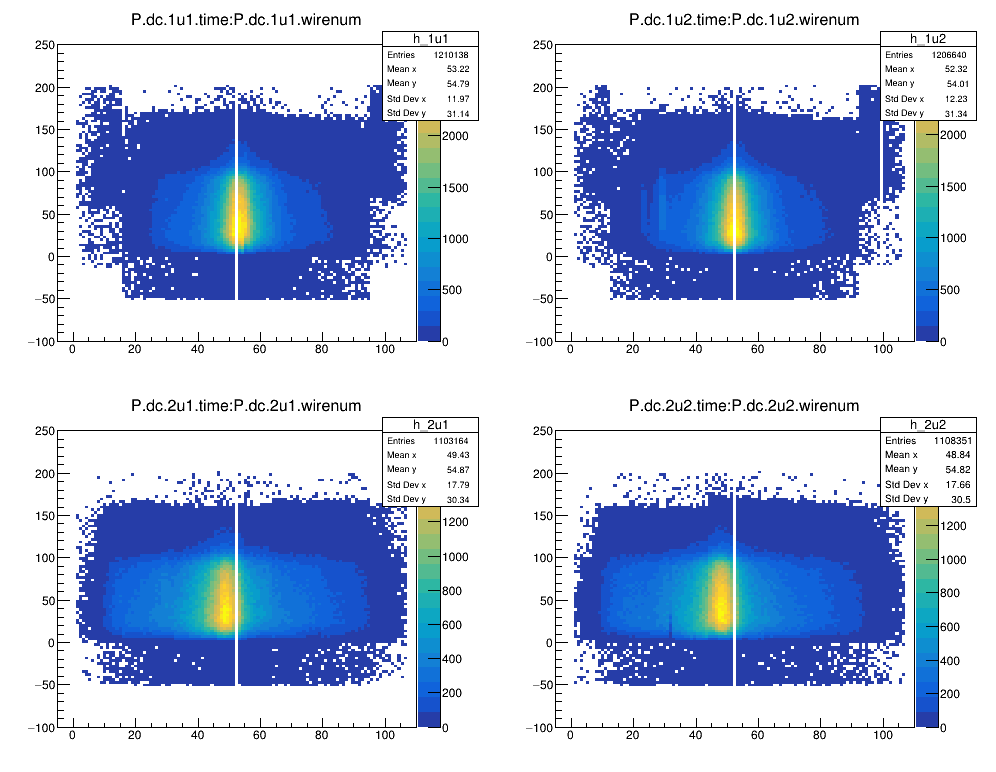 P.dc.1u1.time:P.dc.1u1.wirenum
h_1u1
Entries 1210138
Mean x 53.22
Mean y 54.79
Std Dev x 11.97
Std Dev y 31.14
250
200
150
100
50
0
−50
−100
0 20 40 60 80 100
2000
1500
1000
500
0
P.dc.1u2.time:P.dc.1u2.wirenum
h_1u2
Entries 1206640
Mean x 52.32
Mean y 54.01
Std Dev x 12.23
Std Dev y 31.34
250
200
150
100
50
0
−50
−100
0 20 40 60 80 100
2000
1500
1000
500
0
P.dc.2u1.time:P.dc.2u1.wirenum
h_2u1
Entries 1103164
Mean x 49.43
Mean y 54.87
Std Dev x 17.79
Std Dev y 30.34
250
200
150
100
50
0
−50
−100
0 20 40 60 80 100
1200
1000
800
600
400
200
0
P.dc.2u2.time:P.dc.2u2.wirenum
h_2u2
Entries 1108351
Mean x 48.84
Mean y 54.82
Std Dev x 17.66
Std Dev y 30.5
250
200
150
100
50
0
−50
−100
0 20 40 60 80 100
1200
1000
800
600
400
200
0